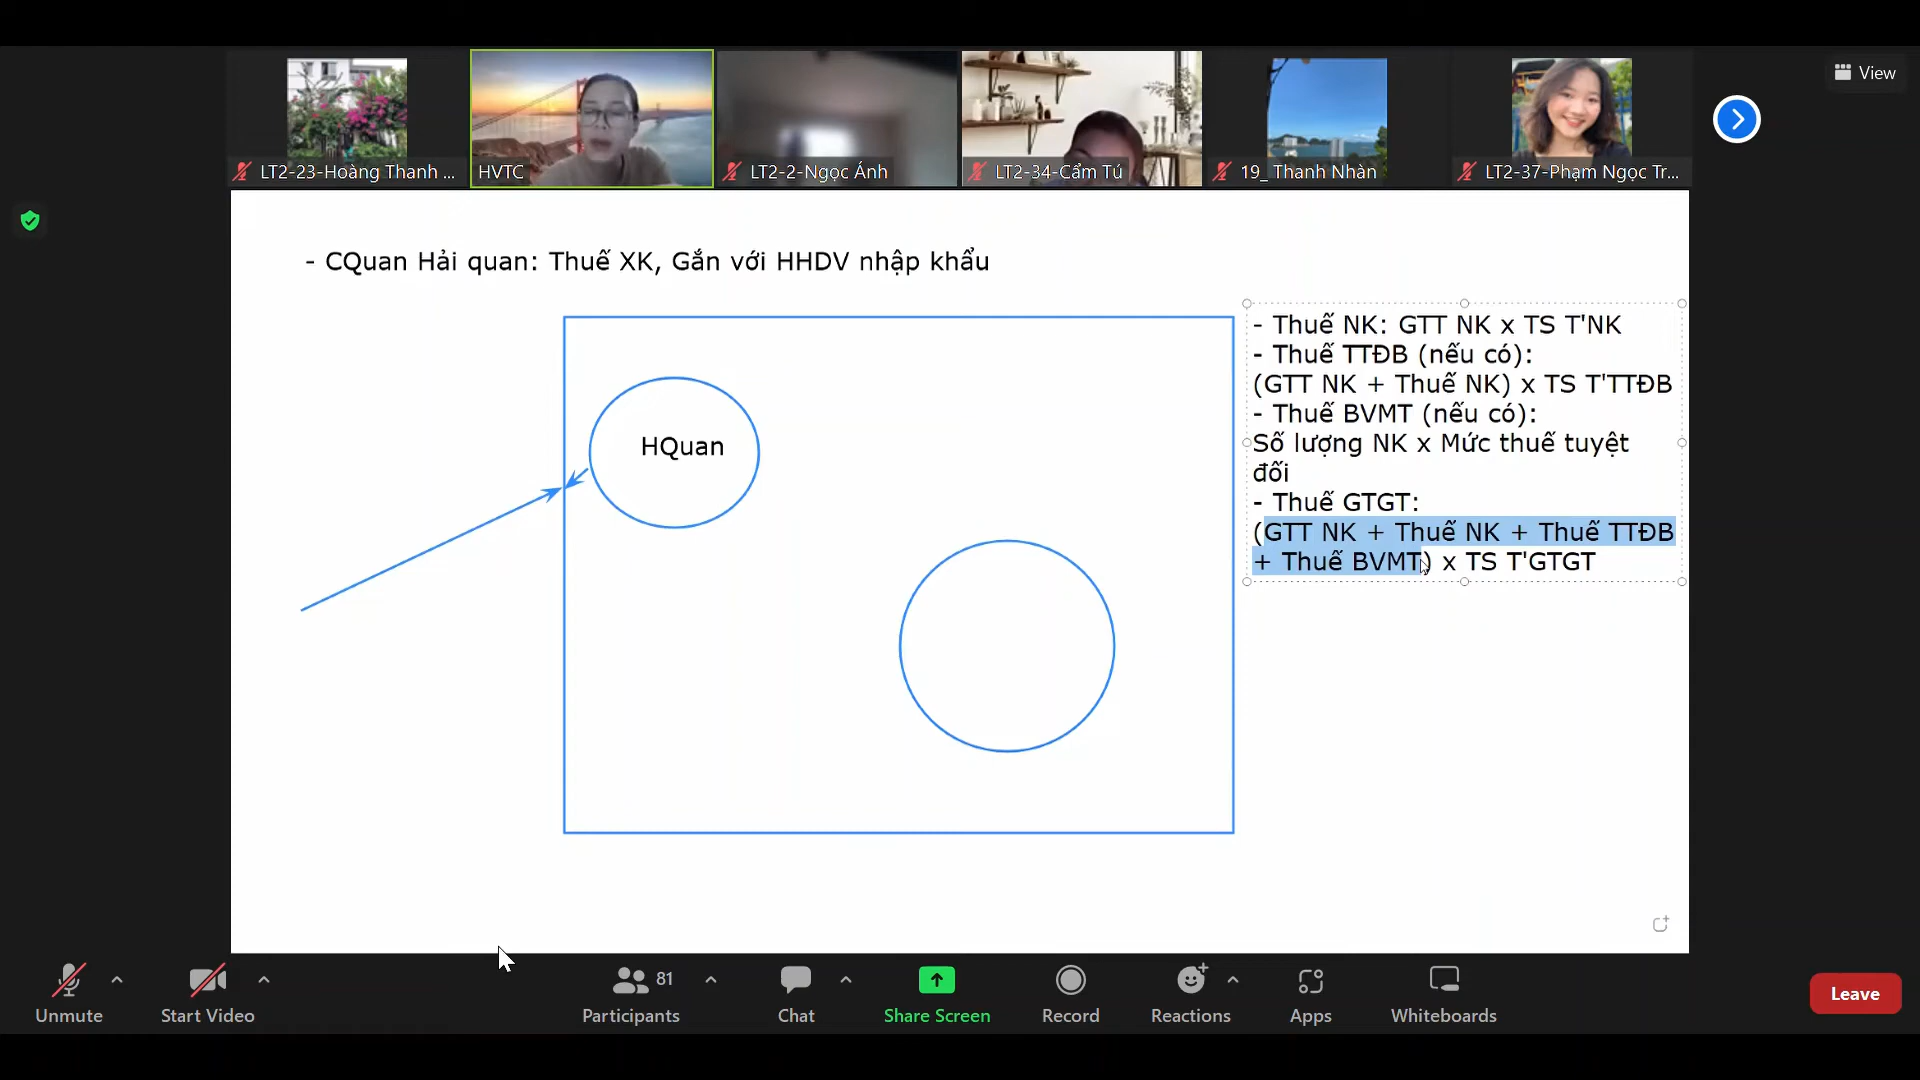 View
LT2-23-Hoàng Thanh ...
HVTC
LT2-2-Ngọc Ánh
LT2-34-Cẩm Tú
19_ Thanh Nhàn
LT2-37-Phạm Ngọc Tr...
- CQuan Hải quan: Thuế XK, Gắn với HHDV nhập khẩu
HQuan
- Thuế NK: GTT NK x TS T'NK
- Thuế TTĐB (nếu có):
(GTT NK + Thuế NK) x TS T'TTĐB
- Thuế BVMT (nếu có):
Số lượng NK x Mức thuế tuyệt
đối
- Thuế GTGT:
(GTT NK + Thuế NK + Thuế TTĐB
+ Thuế BVMT) x TS T'GTGT
Unmute
Start Video
Participants
81
Chat
Share Screen
Record
Reactions
Apps
Whiteboards
Leave